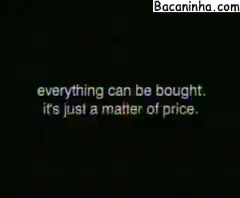 Bacaninha.com
everything can be bought.
it's just a matter of price.